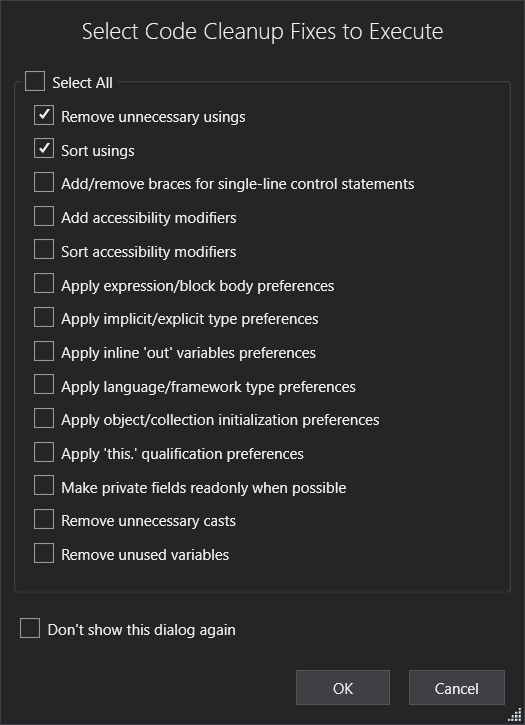 Select Code Cleanup Fixes to Execute
Select All
Remove unnecessary usings
Sort usings
Add/remove braces for single-line control statements
Add accessibility modifiers
Sort accessibility modifiers
Apply expression/block body preferences
Apply implicit/explicit type preferences
Apply inline 'out' variables preferences
Apply language/framework type preferences
Apply object/collection initialization preferences
Apply 'this.' qualification preferences
Make private fields readonly when possible
Remove unnecessary casts
Remove unused variables
Don't show this dialog again
OK Cancel